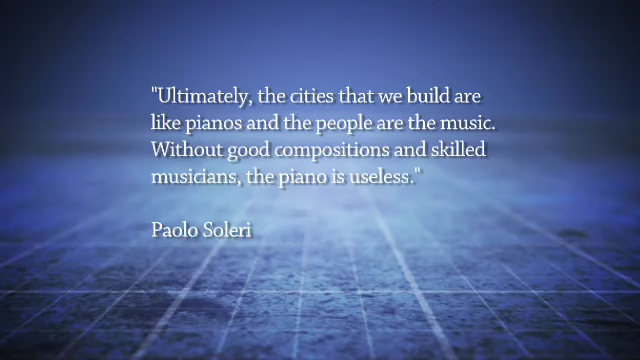 "Ultimately, the cities that we build are
like pianos and the people are the music.
Without good compositions and skilled
musicians, the piano is useless."
Paolo Soleri